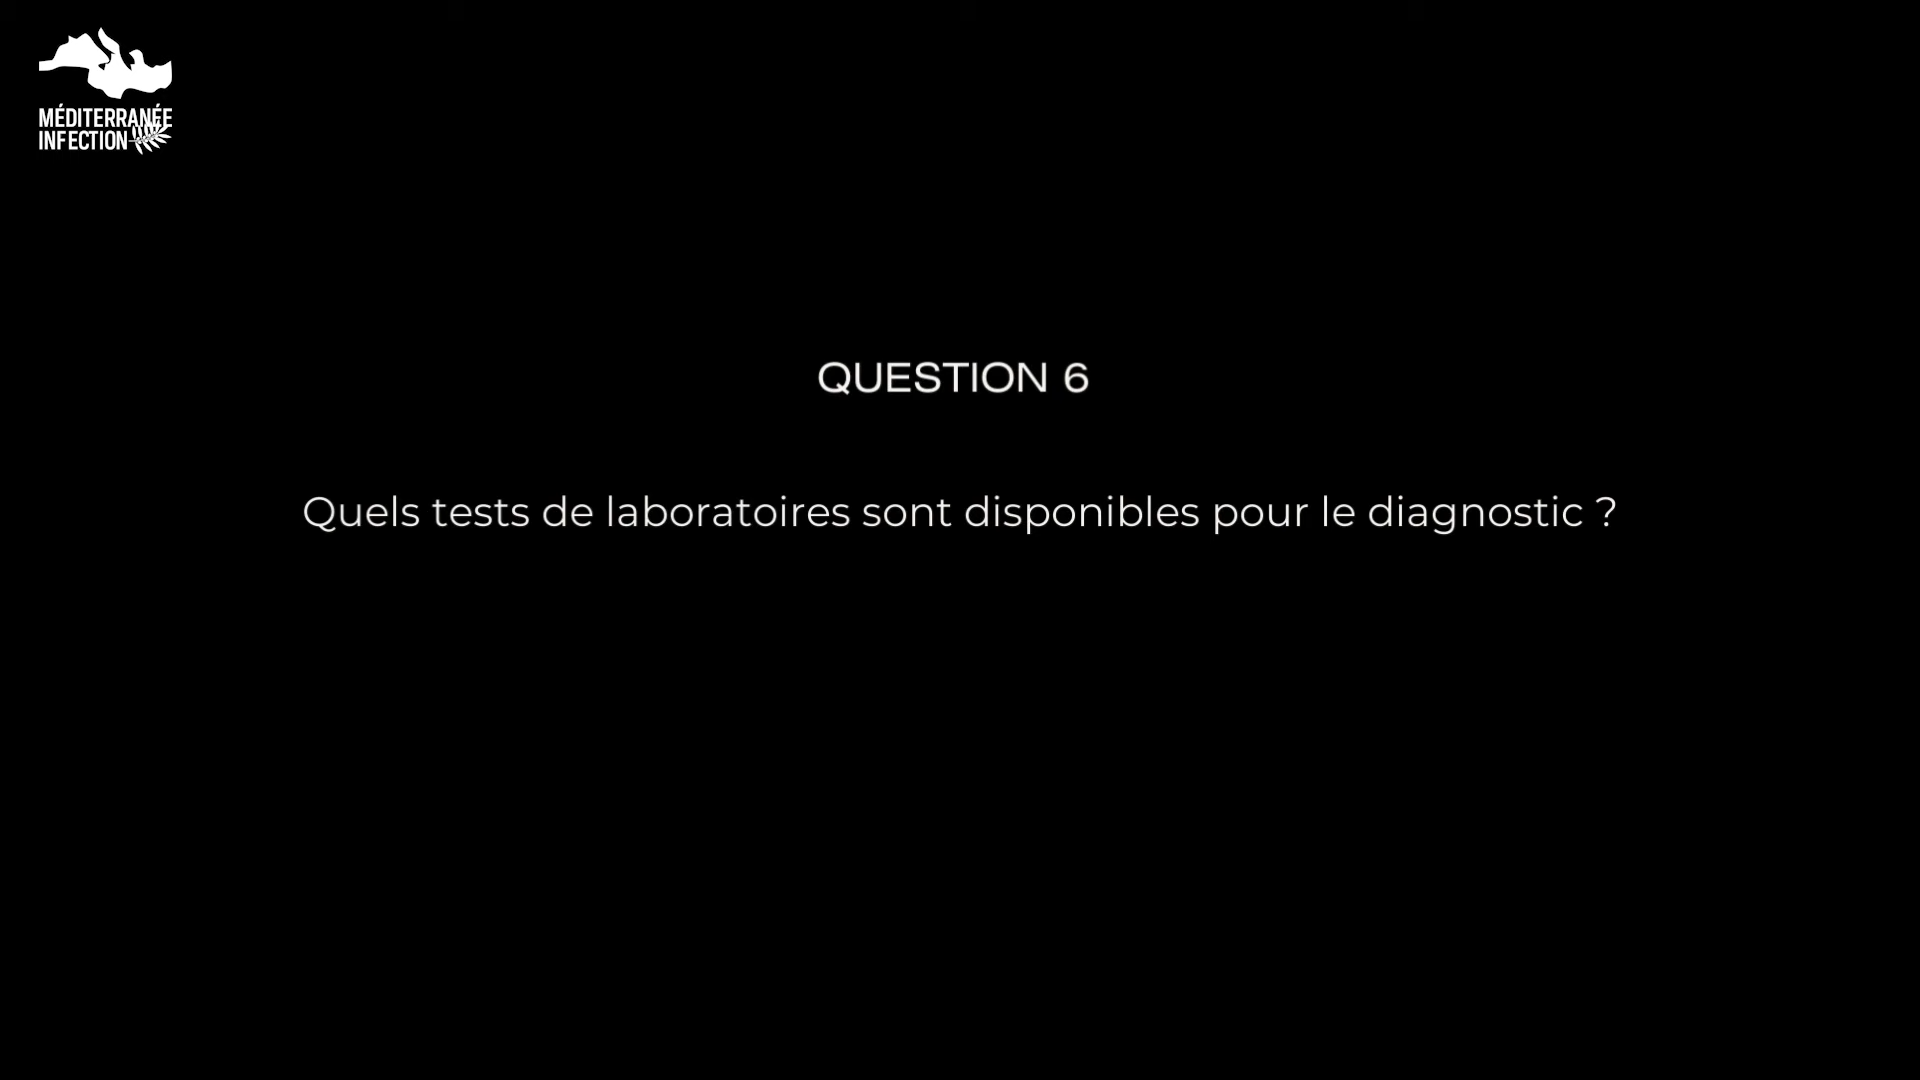 MÉDITERRANÉE
INFECTION
QUESTION 6
Quels tests de laboratoires sont disponibles pour le diagnostic ?